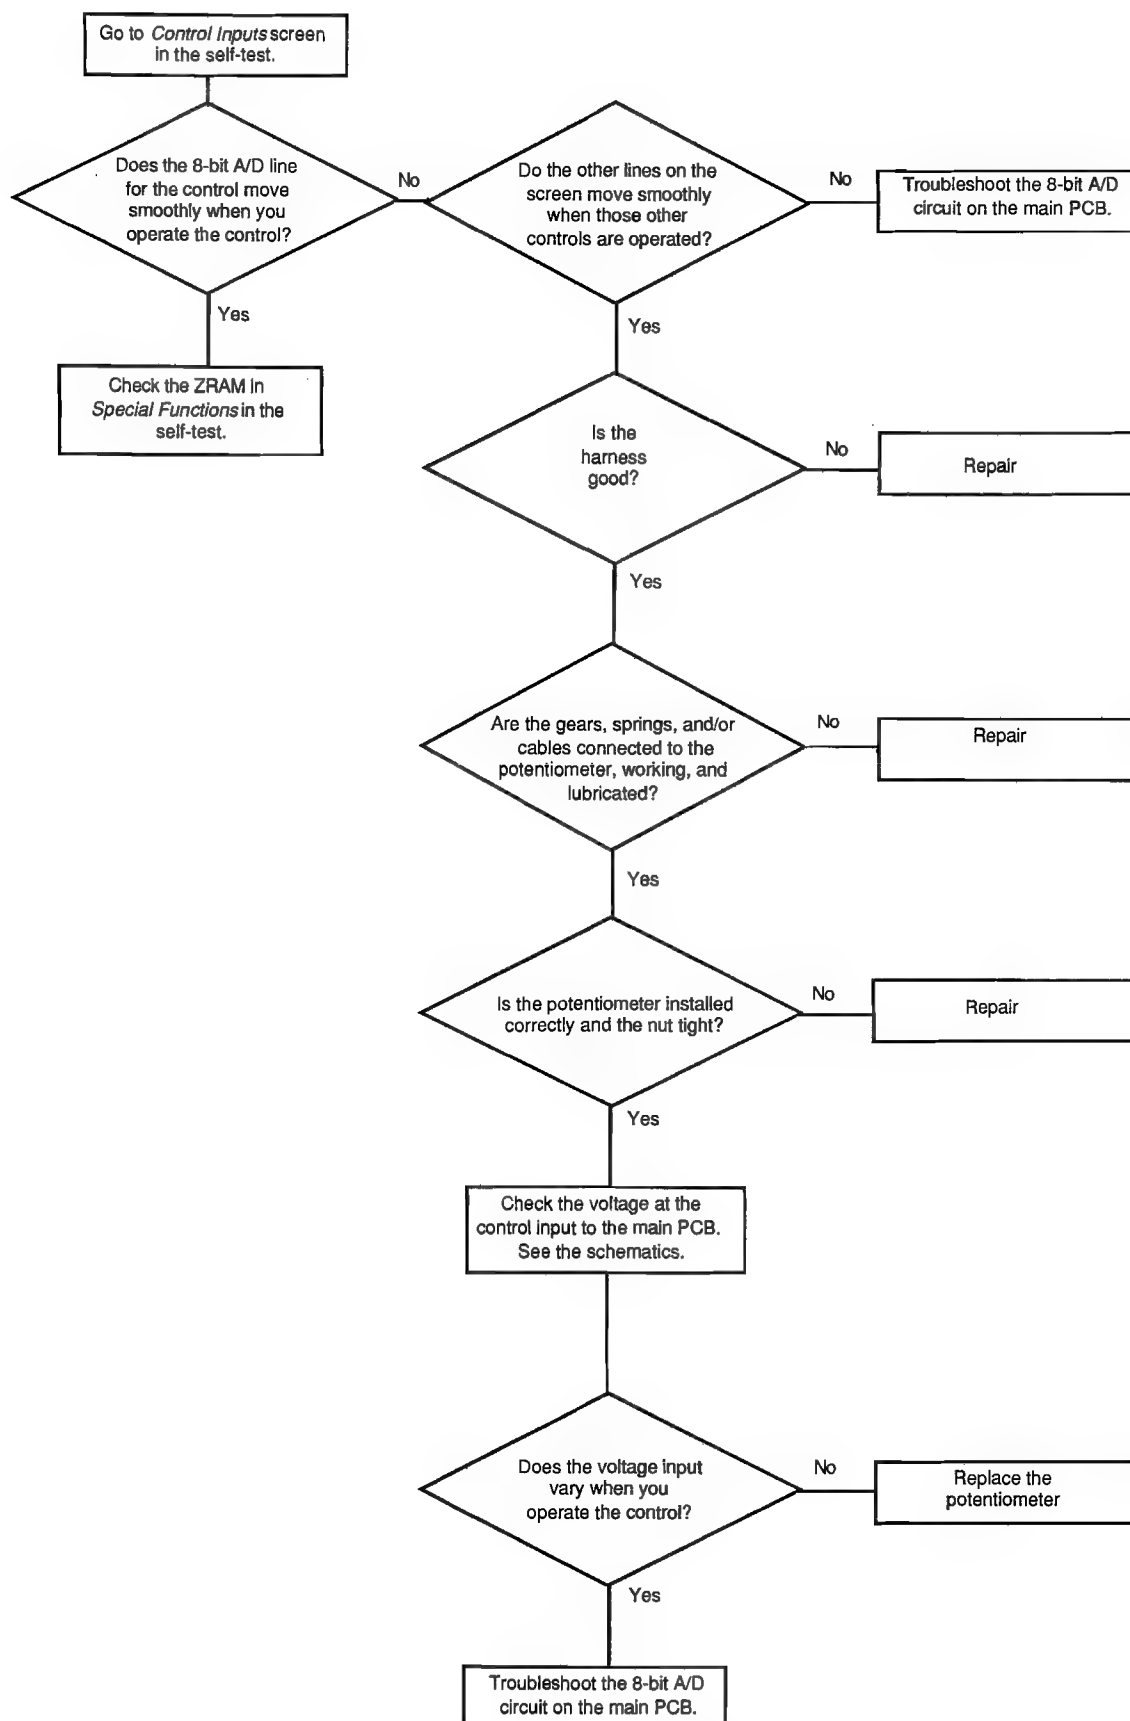 Go to Control Inputs screen
in the self-test.
Does the 8-bit A/D line
for the control move
smoothly when you
operate the control?
No
Do the other lines on the
screen move smoothly
when those other
controls are operated?
No
Troubleshoot the 8-bit A/D
circuit on the main PCB.
Yes
Check the ZRAM in
Special Functions in the
self-test.
Yes
Is the
harness
good?
No
Repair
Yes
Are the gears, springs, and/or
cables connected to the
potentiometer, working, and
lubricated?
No
Repair
Yes
Is the potentiometer installed
correctly and the nut tight?
No
Repair
Yes
Check the voltage at the
control input to the main PCB.
See the schematics.
Does the voltage input
vary when you
operate the control?
No
Replace the
potentiometer
Yes
Troubleshoot the 8-bit A/D
circuit on the main PCB.